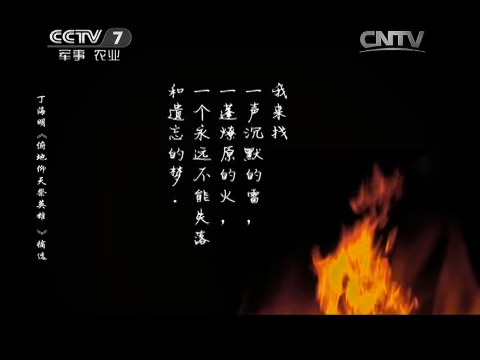 CCTV 7
军事 农业
CNTV
我来找
一声沉默的雷，
一蓬燎原的火，
一个永远不能失落
和遗忘的梦．
丁海明《俯地仰天祭英雄》摘选